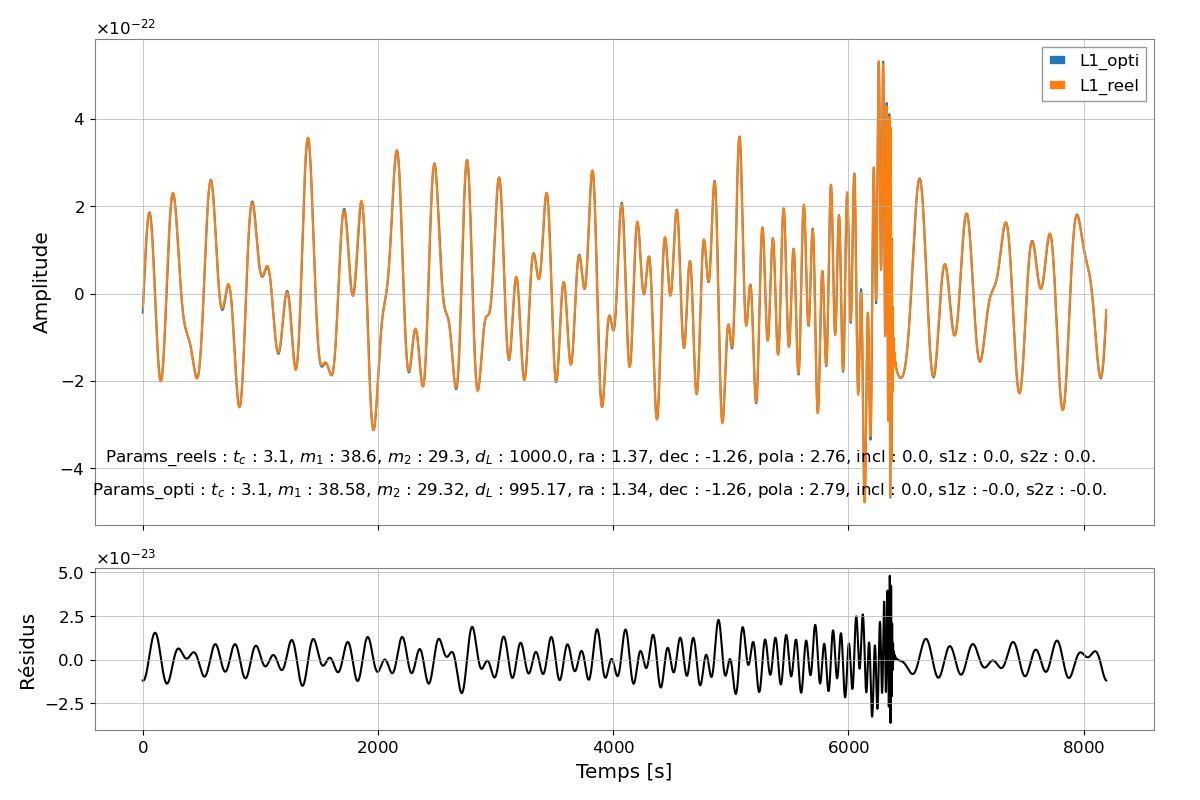 ×10⁻²²
L1_opti
L1_reel
4
2
0
−2
−4
Amplitude
Params_reels : t_c : 3.1, m_1 : 38.6, m_2 : 29.3, d_L : 1000.0, ra : 1.37, dec : -1.26, pola : 2.76, incl : 0.0, s1z : 0.0, s2z : 0.0.
Params_opti : t_c : 3.1, m_1 : 38.58, m_2 : 29.32, d_L : 995.17, ra : 1.34, dec : -1.26, pola : 2.79, incl : 0.0, s1z : -0.0, s2z : -0.0.
×10⁻²³
5.0
2.5
0.0
−2.5
Résidus
0 2000 4000 6000 8000
Temps [s]